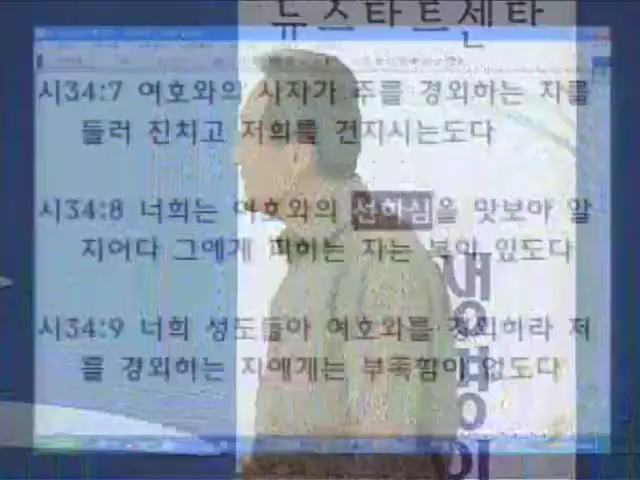 뉴스타트센타
시34:7 여호와의 사자가 주를 경외하는 자를
둘러 진치고 저희를 건지시는도다
시34:8 너희는 여호와의 선하심을 맛보아 알
지어다 그에게 피하는 자는 복이 있도다
시34:9 너희 성도들아 여호와를 경외하라 저
를 경외하는 자에게는 부족함이 없도다
생명의